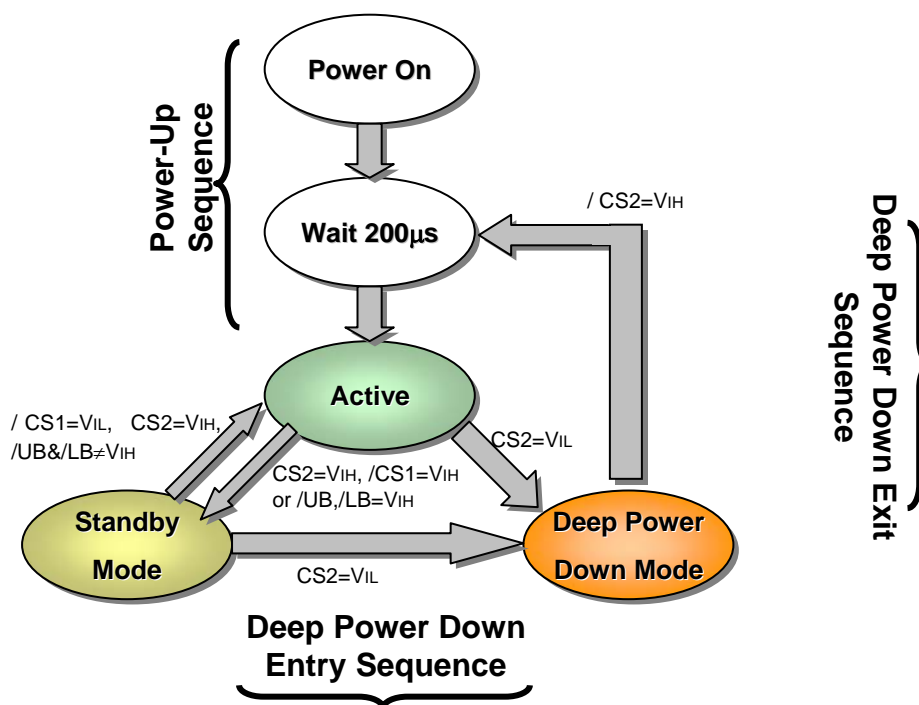 Power On
Power-Up
Sequence
Wait 200μs
/ CS2=VIH
Deep Power Down Exit
Sequence
Active
/ CS1=VIL, CS2=VIH,
/UB&/LB≠VIH
CS2=VIL
CS2=VIH, /CS1=VIH
or /UB,/LB=VIH
Standby
Mode
Deep Power
Down Mode
CS2=VIL
Deep Power Down
Entry Sequence